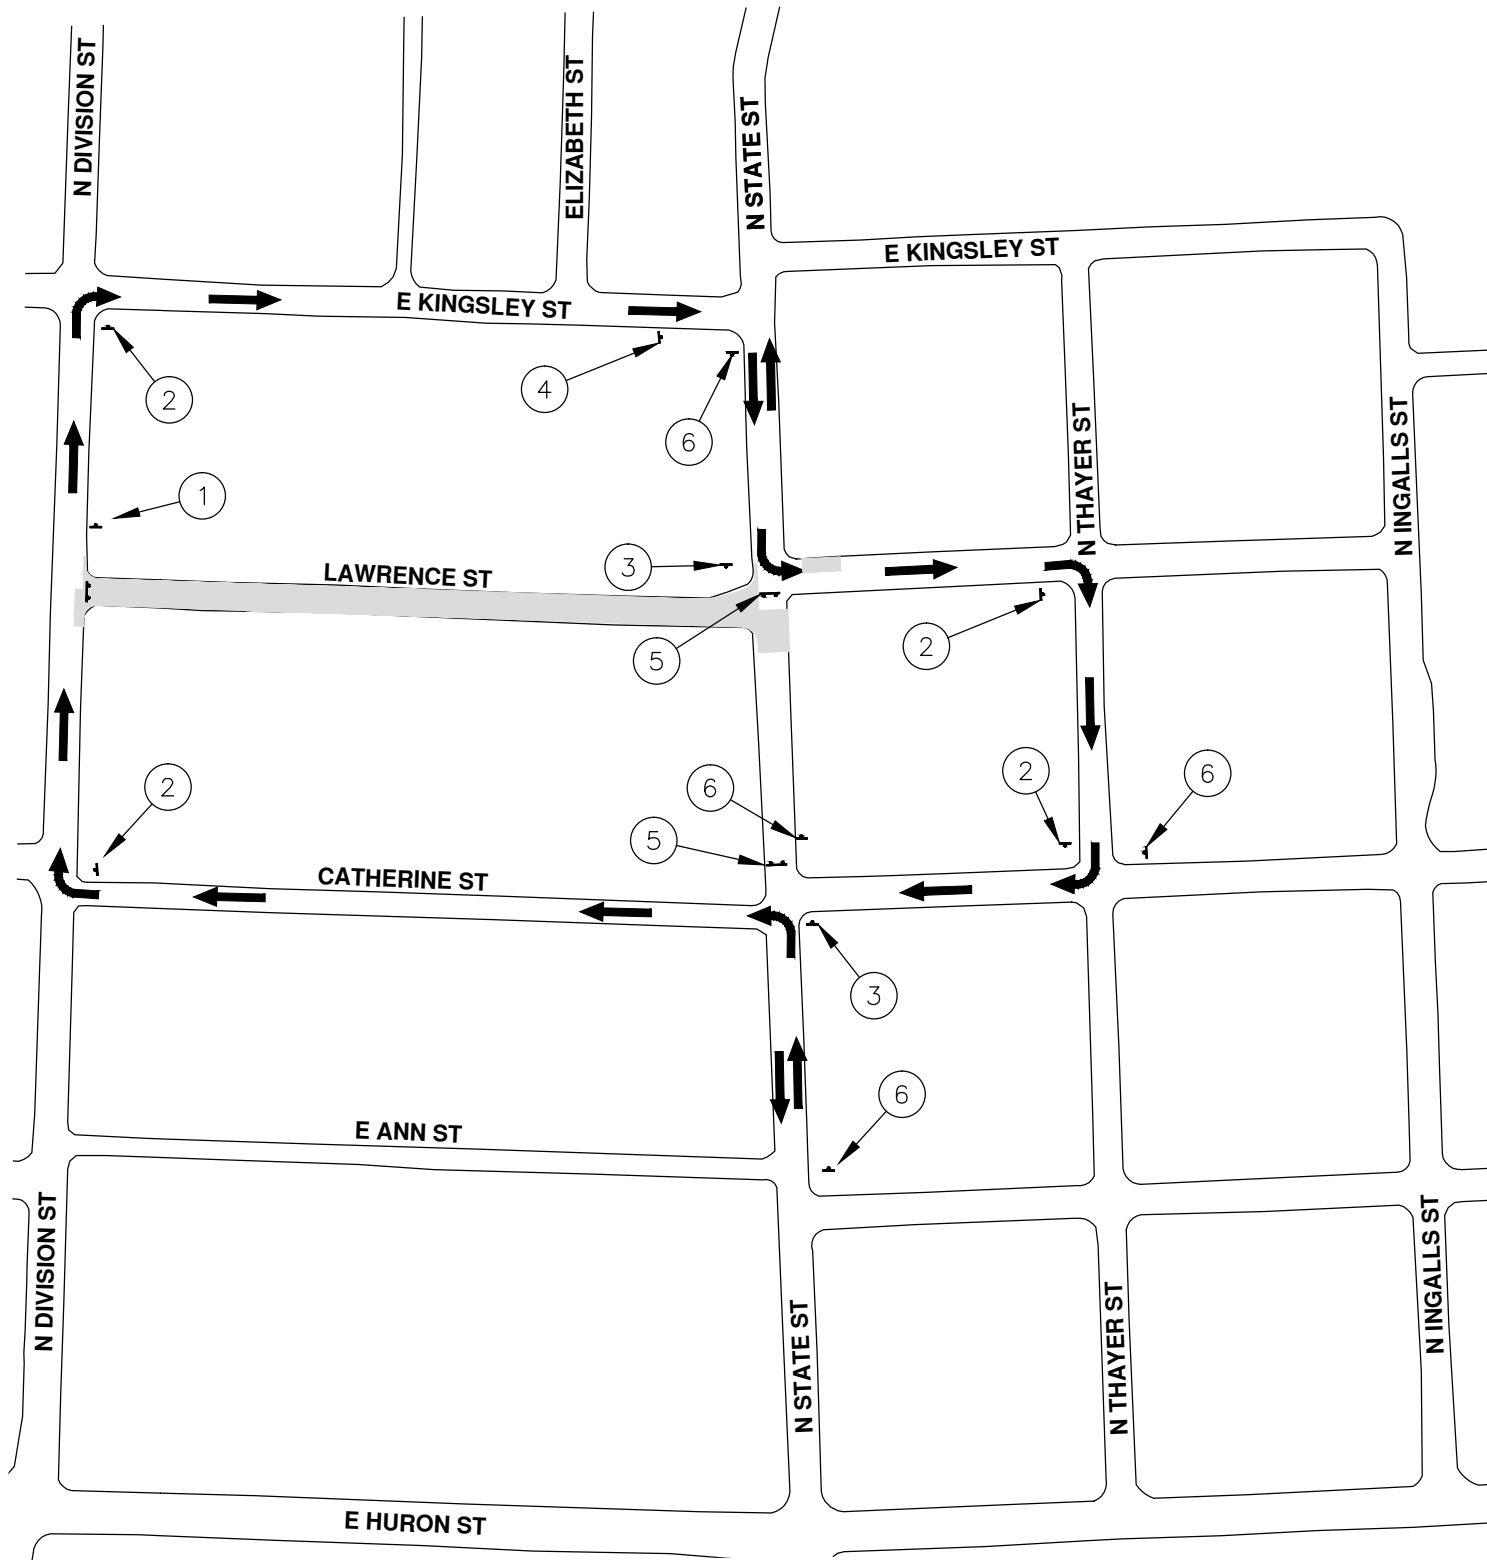 N DIVISION ST
ELIZABETH ST
N STATE ST
E KINGSLEY ST
E KINGSLEY ST
2
4
6
N THAYER ST
N INGALLS ST
1
LAWRENCE ST
3
5
2
2
6
2
6
5
CATHERINE ST
3
6
E ANN ST
N DIVISION ST
N STATE ST
N THAYER ST
N INGALLS ST
E HURON ST